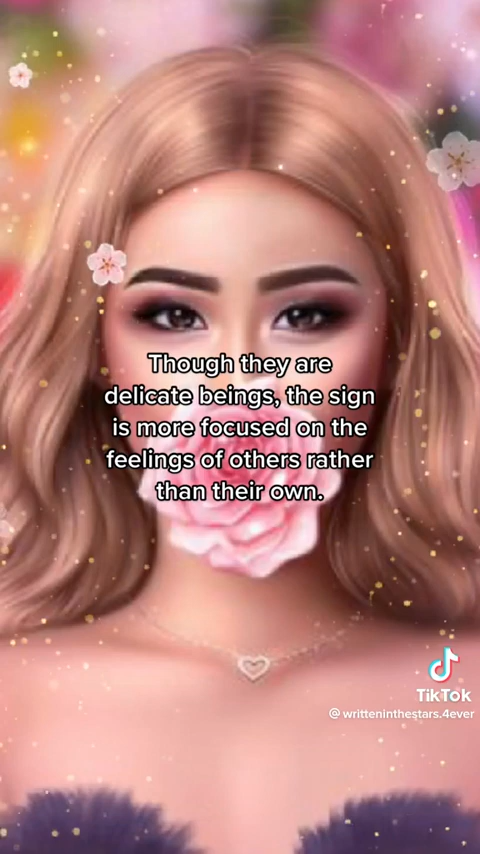 Though they are
delicate beings, the sign
is more focused on the
feelings of others rather
than their own.
TikTok
@writteninthestars.4ever